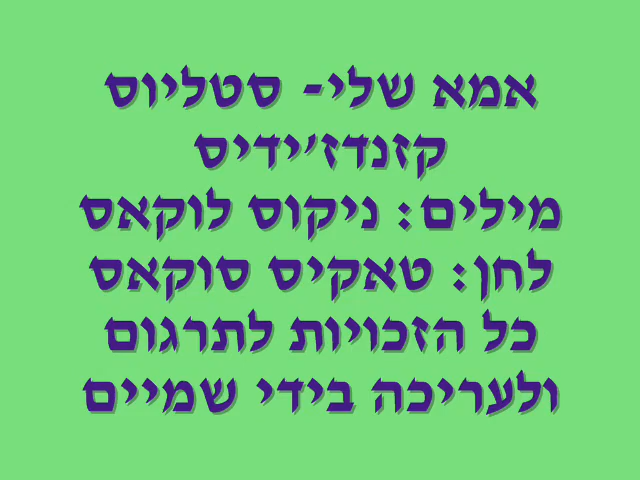 אמא שלי- סטליוס
קזנדז'ידיס
מילים: ניקוס לוקאס
לחן: טאקיס סוקאס
כל הזכויות לתרגום
ולעריכה בידי שמיים